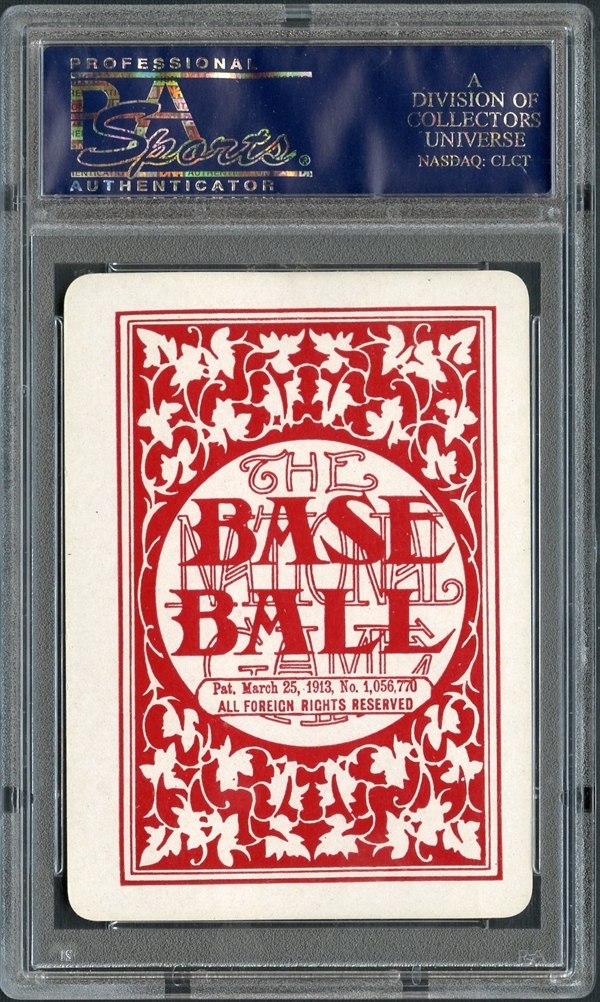 PROFESSIONAL
PSA
Sports®
AUTHENTICATOR
A
DIVISION OF
COLLECTORS
UNIVERSE
NASDAQ: CLCT
THE
BASE
NATIONAL
BALL
GAME
Pat. March 25, 1913, No. 1,056,770
ALL FOREIGN RIGHTS RESERVED